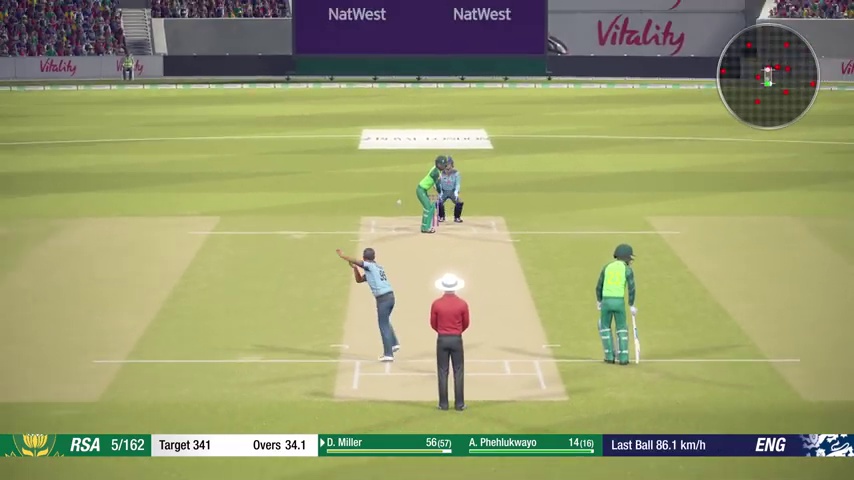 NatWest NatWest
Vitality
Vitality
RSA 5/162 Target 341 Overs 34.1 D. Miller 56(57) A. Phehlukwayo 14(16) Last Ball 86.1 km/h ENG